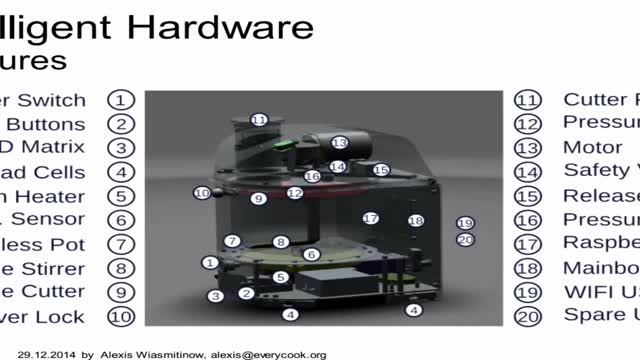 lligent Hardware
ures
er Switch 1
Buttons 2
D Matrix 3
ad Cells 4
n Heater 5
. Sensor 6
less Pot 7
e Stirrer 8
e Cutter 9
ver Lock 10
11
13
16 14 15
10 9 12
17 18 19
7 8 20
6
1
5
3 2
4 4
11 Cutter
12 Pressur
13 Motor
14 Safety V
15 Release
16 Pressur
17 Raspbe
18 Mainbo
19 WIFI U
20 Spare U
29.12.2014 by Alexis Wiasmitinow, alexis@everycook.org